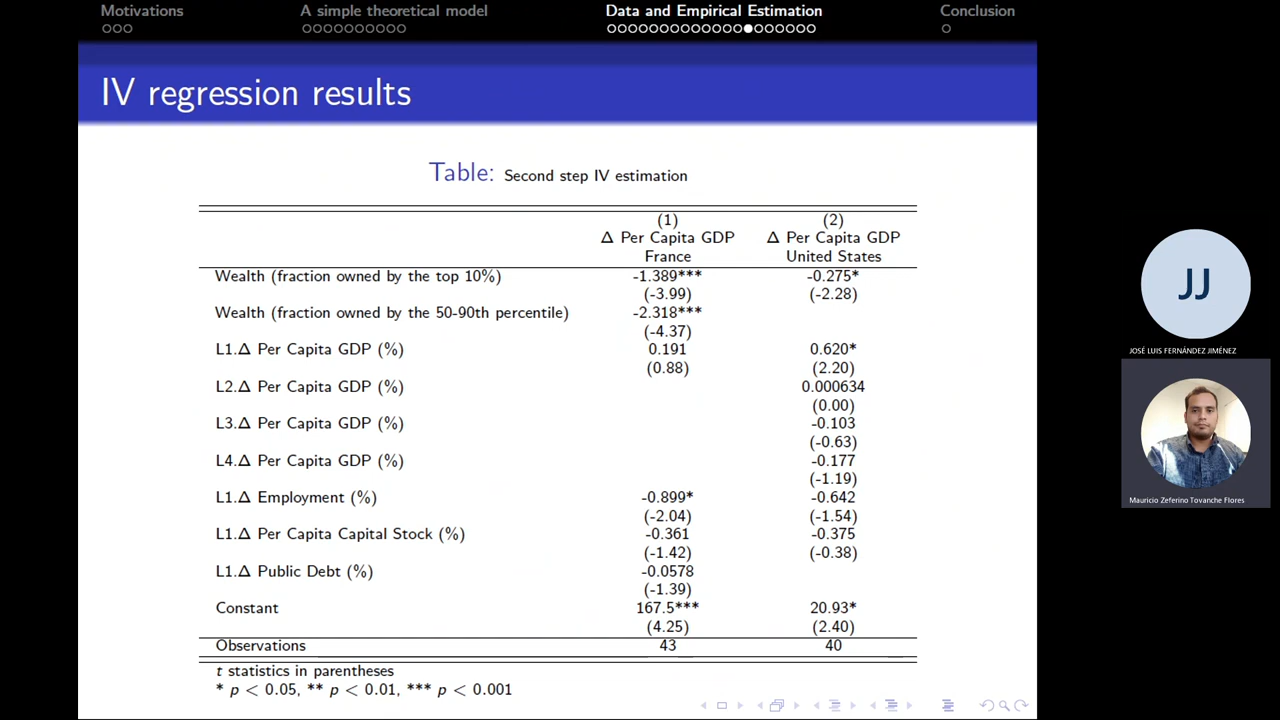 Motivations A simple theoretical model Data and Empirical Estimation Conclusion
IV regression results
Table: Second step IV estimation
(1) (2)
Δ Per Capita GDP Δ Per Capita GDP
France United States
Wealth (fraction owned by the top 10%) -1.389*** -0.275*
(-3.99) (-2.28)
Wealth (fraction owned by the 50-90th percentile) -2.318***
(-4.37)
L1.Δ Per Capita GDP (%) 0.191 0.620*
(0.88) (2.20)
L2.Δ Per Capita GDP (%) 0.000634
(0.00)
L3.Δ Per Capita GDP (%) -0.103
(-0.63)
L4.Δ Per Capita GDP (%) -0.177
(-1.19)
L1.Δ Employment (%) -0.899* -0.642
(-2.04) (-1.54)
L1.Δ Per Capita Capital Stock (%) -0.361 -0.375
(-1.42) (-0.38)
L1.Δ Public Debt (%) -0.0578
(-1.39)
Constant 167.5*** 20.93*
(4.25) (2.40)
Observations 43 40
t statistics in parentheses
* p < 0.05, ** p < 0.01, *** p < 0.001
JJ
JOSÉ LUIS FERNÁNDEZ JIMÉNEZ
Mauricio Zeferino Tovanche Flores